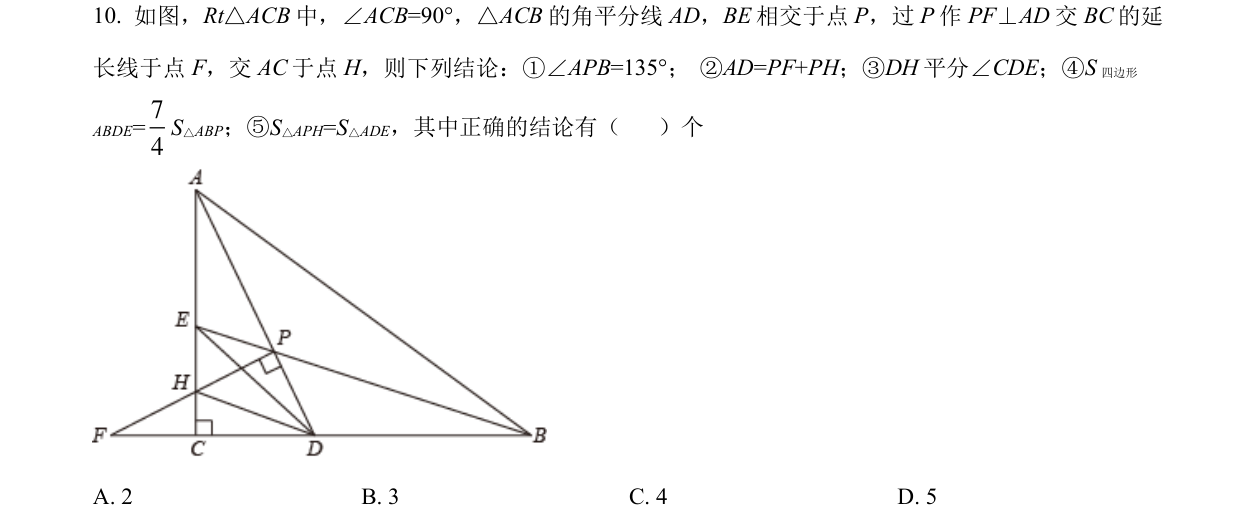 10. 如图，Rt△ACB 中，∠ACB=90°，△ACB 的角平分线 AD，BE 相交于点 P，过 P 作 PF⊥AD 交 BC 的延
长线于点 F，交 AC 于点 H，则下列结论：①∠APB=135°； ②AD=PF+PH；③DH 平分∠CDE；④S 四边形
ABDE=7/4 S△ABP；⑤S△APH=S△ADE，其中正确的结论有（ ）个
A
E
P
H
F
C
D
B
A. 2 B. 3 C. 4 D. 5